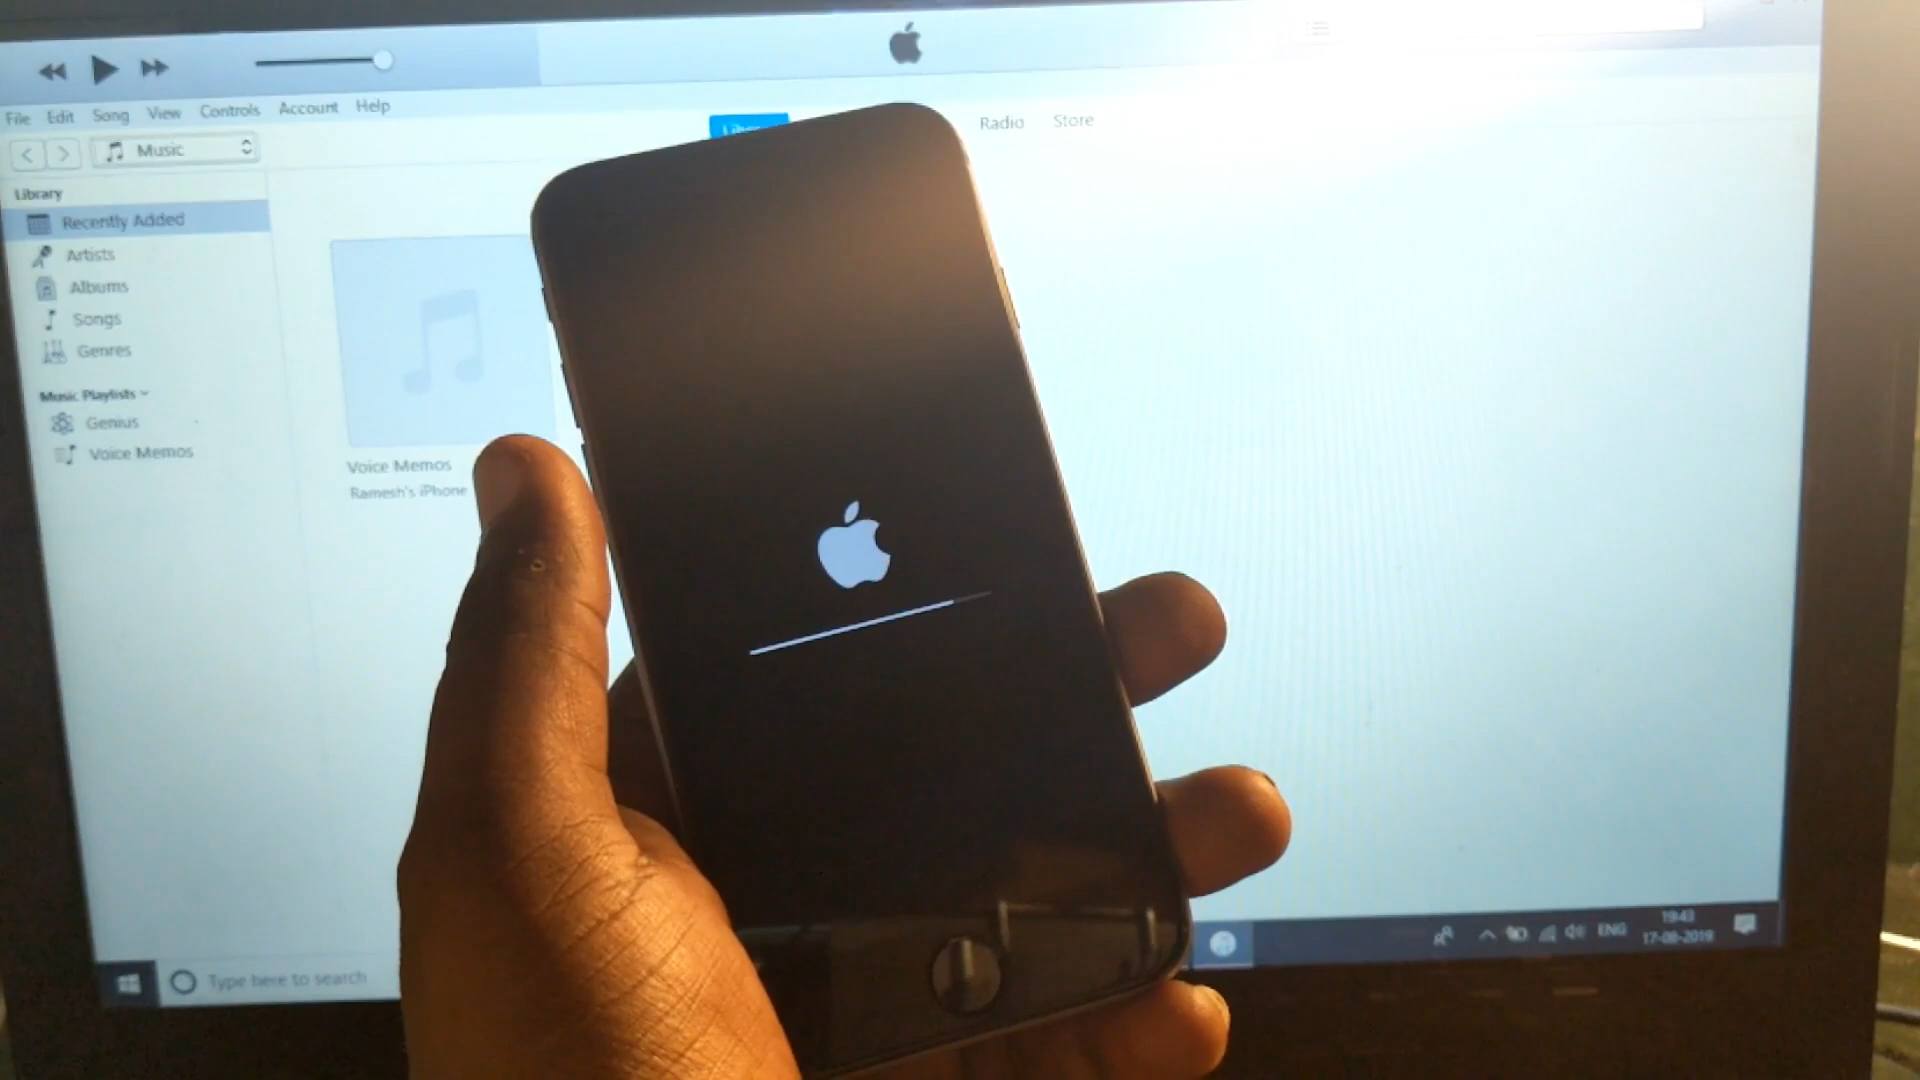 File Edit Song View Controls Account Help
Music
Radio Store
Library
Recently Added
Artists
Albums
Songs
Genres
Music Playlists
Genius
Voice Memos
Voice Memos
Ramesh's iPhone
Type here to search
ENG
19:43
17-08-2019